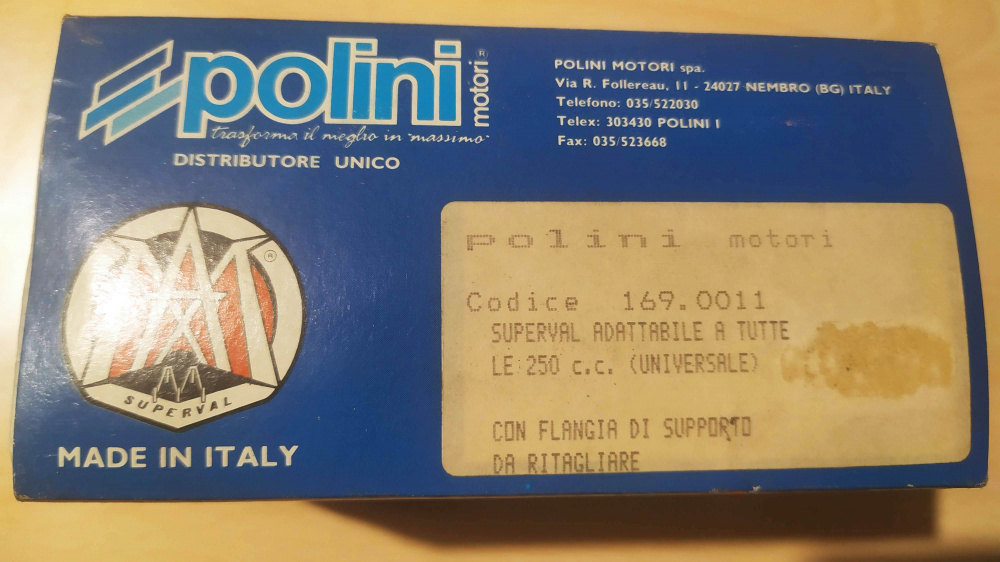 polini motori ®
trasforma il meglio in "massimo"
DISTRIBUTORE UNICO
POLINI MOTORI spa.
Via R. Follereau, 11 - 24027 NEMBRO (BG) ITALY
Telefono: 035/522030
Telex: 303430 POLINI I
Fax: 035/523668
®
SUPERVAL
MADE IN ITALY
polini motori
Codice 169.0011
SUPERVAL ADATTABILE A TUTTE
LE 250 c.c. (UNIVERSALE)
CON FLANGIA DI SUPPORTO
DA RITAGLIARE